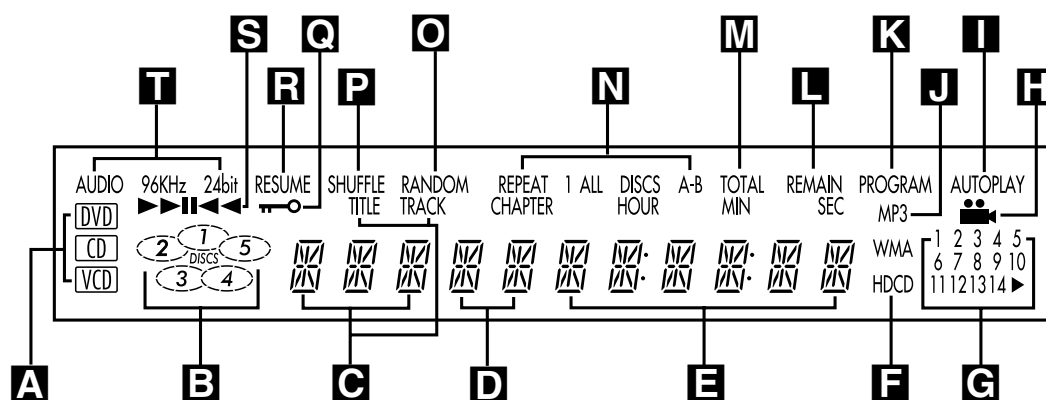 S Q O M K I
T R P N L J H
AUDIO 96KHz 24bit RESUME SHUFFLE RANDOM REPEAT 1 ALL DISCS A-B TOTAL REMAIN PROGRAM AUTOPLAY
TITLE TRACK CHAPTER HOUR MIN SEC MP3
DVD
CD
VCD
1
2 DISCS 5
3 4
WMA
HDCD
1 2 3 4 5
6 7 8 9 10
11 12 13 14
A B C D E F G